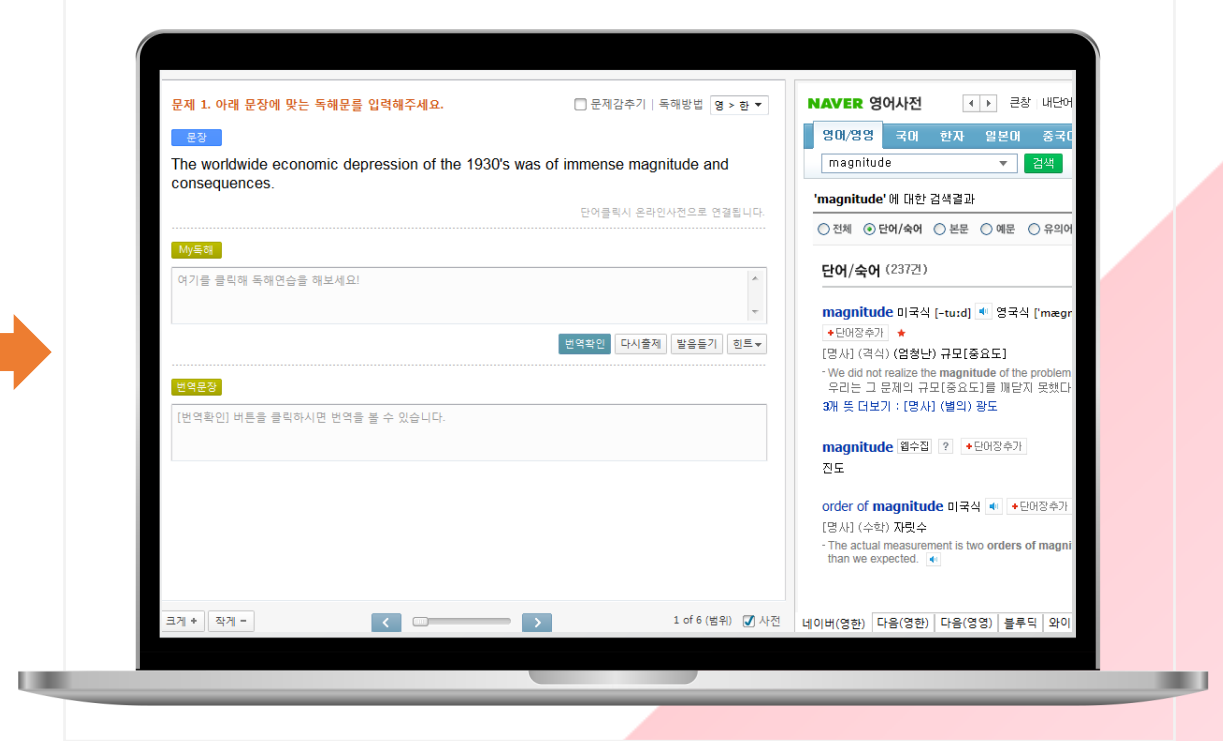 문제 1. 아래 문장에 맞는 독해문를 입력해주세요.
문제감추기 | 독해방법 영 > 한
문장
The worldwide economic depression of the 1930's was of immense magnitude and
consequences.
단어클릭시 온라인사전으로 연결됩니다.
My독해
여기를 클릭해 독해연습을 해보세요!
번역확인 다시출제 발음듣기 힌트
번역문장
[번역확인] 버튼을 클릭하시면 번역을 볼 수 있습니다.
크게 + 작게 -
1 of 6 (범위) 사전
NAVER 영어사전 큰창 내단어
영어/영영 국어 한자 일본어 중국어
magnitude 검색
'magnitude' 에 대한 검색결과
전체 단어/숙어 본문 예문 유의어
단어/숙어 (237건)
magnitude 미국식 [-tu:d] 영국식 ['mægr
+단어장추가 ★
[명사] (격식) (엄청난) 규모[중요도]
- We did not realize the magnitude of the problem
우리는 그 문제의 규모[중요도]를 깨닫지 못했다
3개 뜻 더보기 : [명사] (별의) 광도
magnitude 웹수집 ? +단어장추가
진도
order of magnitude 미국식 +단어장추가
[명사] (수학) 자릿수
- The actual measurement is two orders of magni
than we expected.
네이버(영한) 다음(영한) 다음(영영) 블루딕 와이